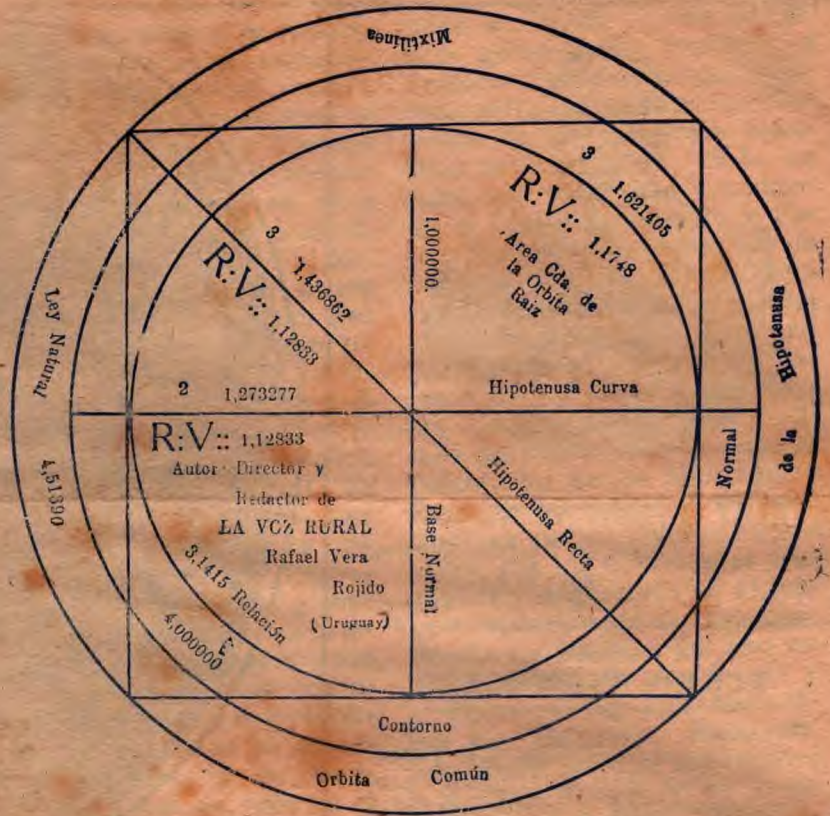 Mixtilínea
Hipotenusa
de la
Ley Natural
4,51390
3 1,621405
R:V:: 1,1748
Area Cda. de
la Orbita
Raiz
3 1,436862
R:V:: 1,12833
1,000000.
2 1,273277
Hipotenusa Curva
R:V:: 1,12833
Autor Director y
Redactor de
LA VOZ RURAL
Rafael Vera
Rojido
(Uruguay)
3,1415 Relación
4,000000
Base Normal
Hipotenusa Recta
Normal
Contorno
Orbita Común